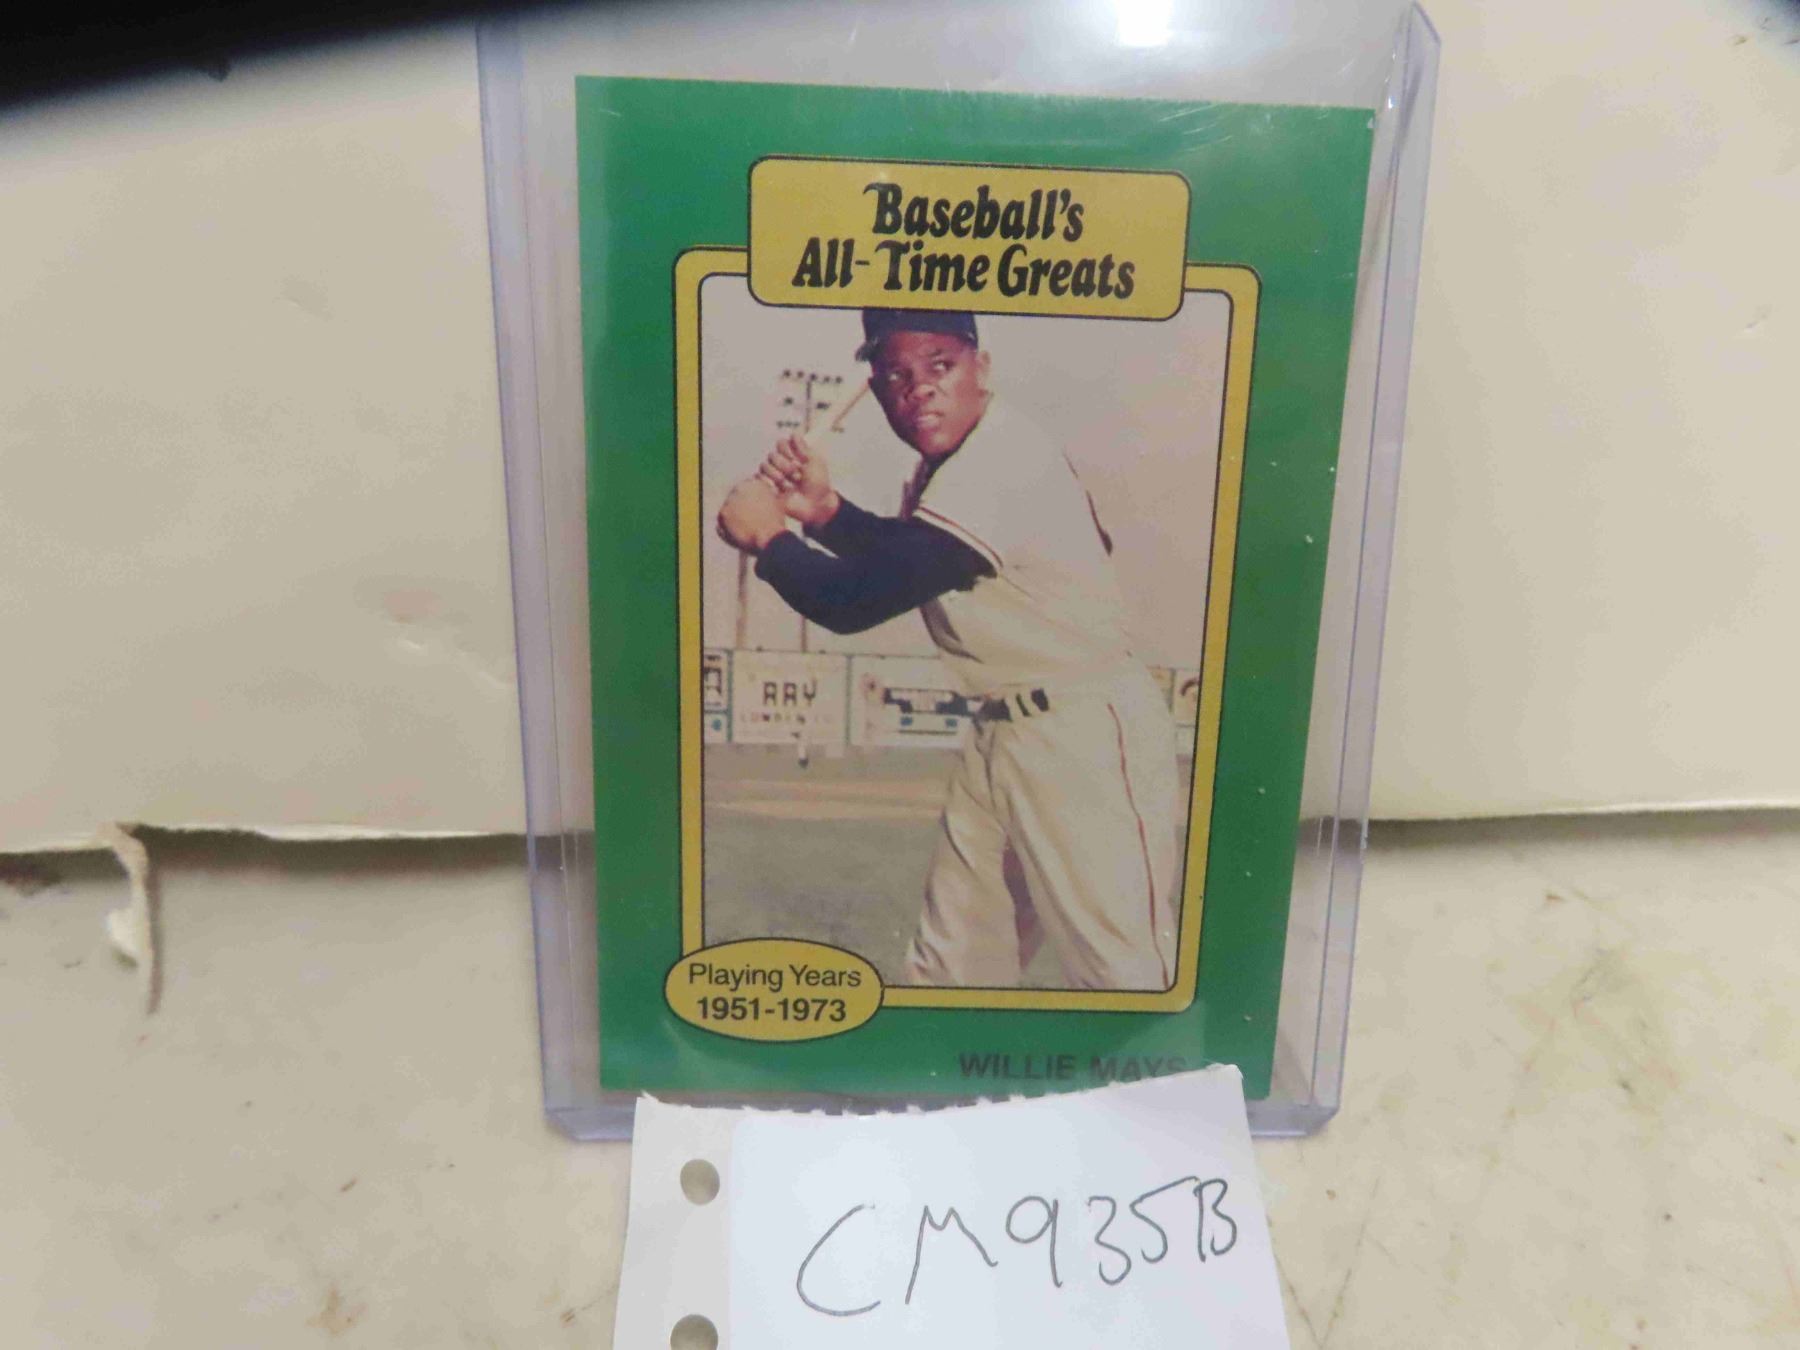 Baseball's
All-Time Greats
RAY
Playing Years
1951-1973
WILLIE MAYS
CM935B